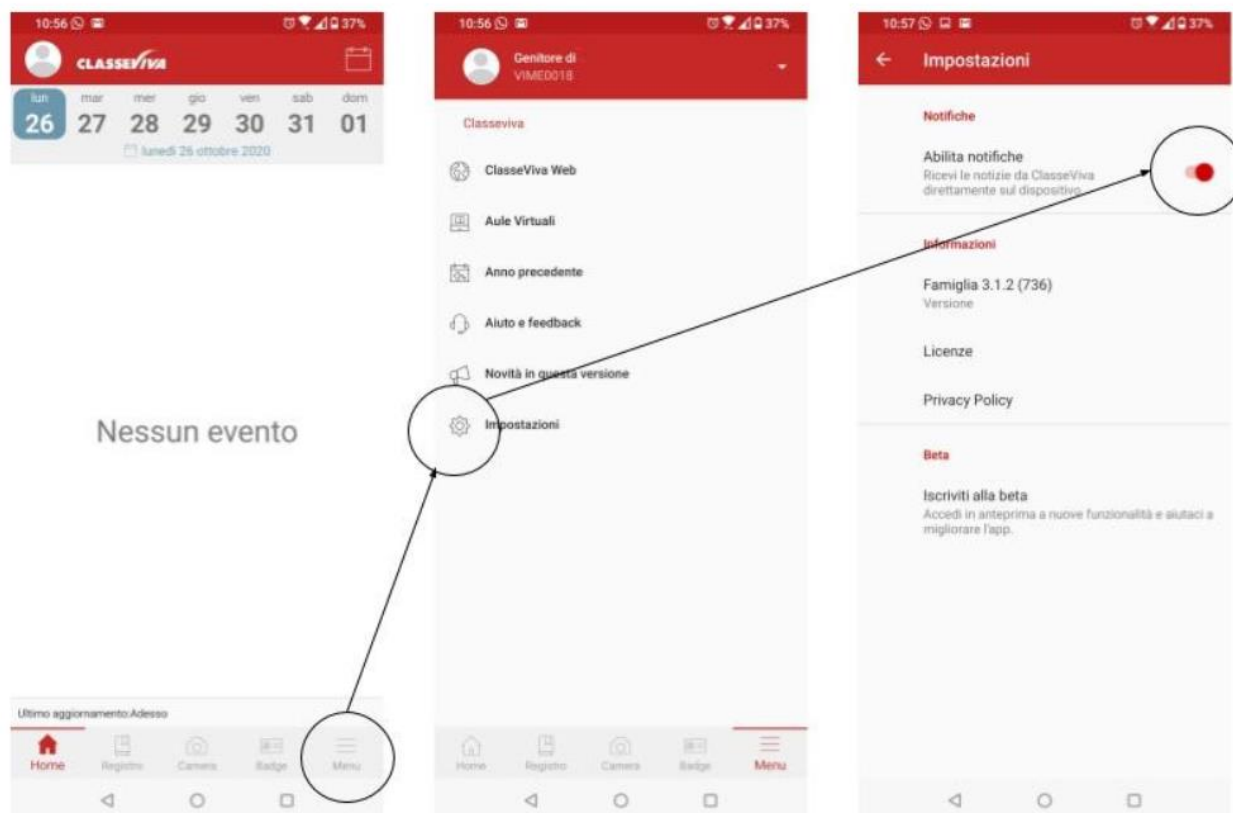 10:56
37%
CLASSEVIVA
lun mar mer gio ven sab dom
26 27 28 29 30 31 01
lunedì 26 ottobre 2020
Nessun evento
Ultimo aggiornamento:Adesso
Home Registro Camera Badge Menu
10:56
37%
Genitore di
VIME0018
Classeviva
ClasseViva Web
Aule Virtuali
Anno precedente
Aiuto e feedback
Novità in questa versione
Impostazioni
Home Registro Camera Badge Menu
10:57
37%
Impostazioni
Notifiche
Abilita notifiche
Ricevi le notizie da ClasseViva
direttamente sul dispositivo.
Informazioni
Famiglia 3.1.2 (736)
Versione
Licenze
Privacy Policy
Beta
Iscriviti alla beta
Accedi in anteprima a nuove funzionalità e aiutaci a
migliorare l'app.